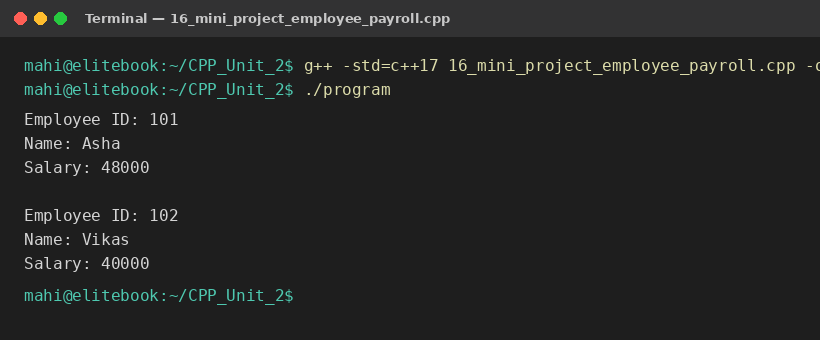 Terminal — 16_mini_project_employee_payroll.cpp
mahi@elitebook:~/CPP_Unit_2$ g++ -std=c++17 16_mini_project_employee_payroll.cpp
mahi@elitebook:~/CPP_Unit_2$ ./program
Employee ID: 101
Name: Asha
Salary: 48000
Employee ID: 102
Name: Vikas
Salary: 40000
mahi@elitebook:~/CPP_Unit_2$